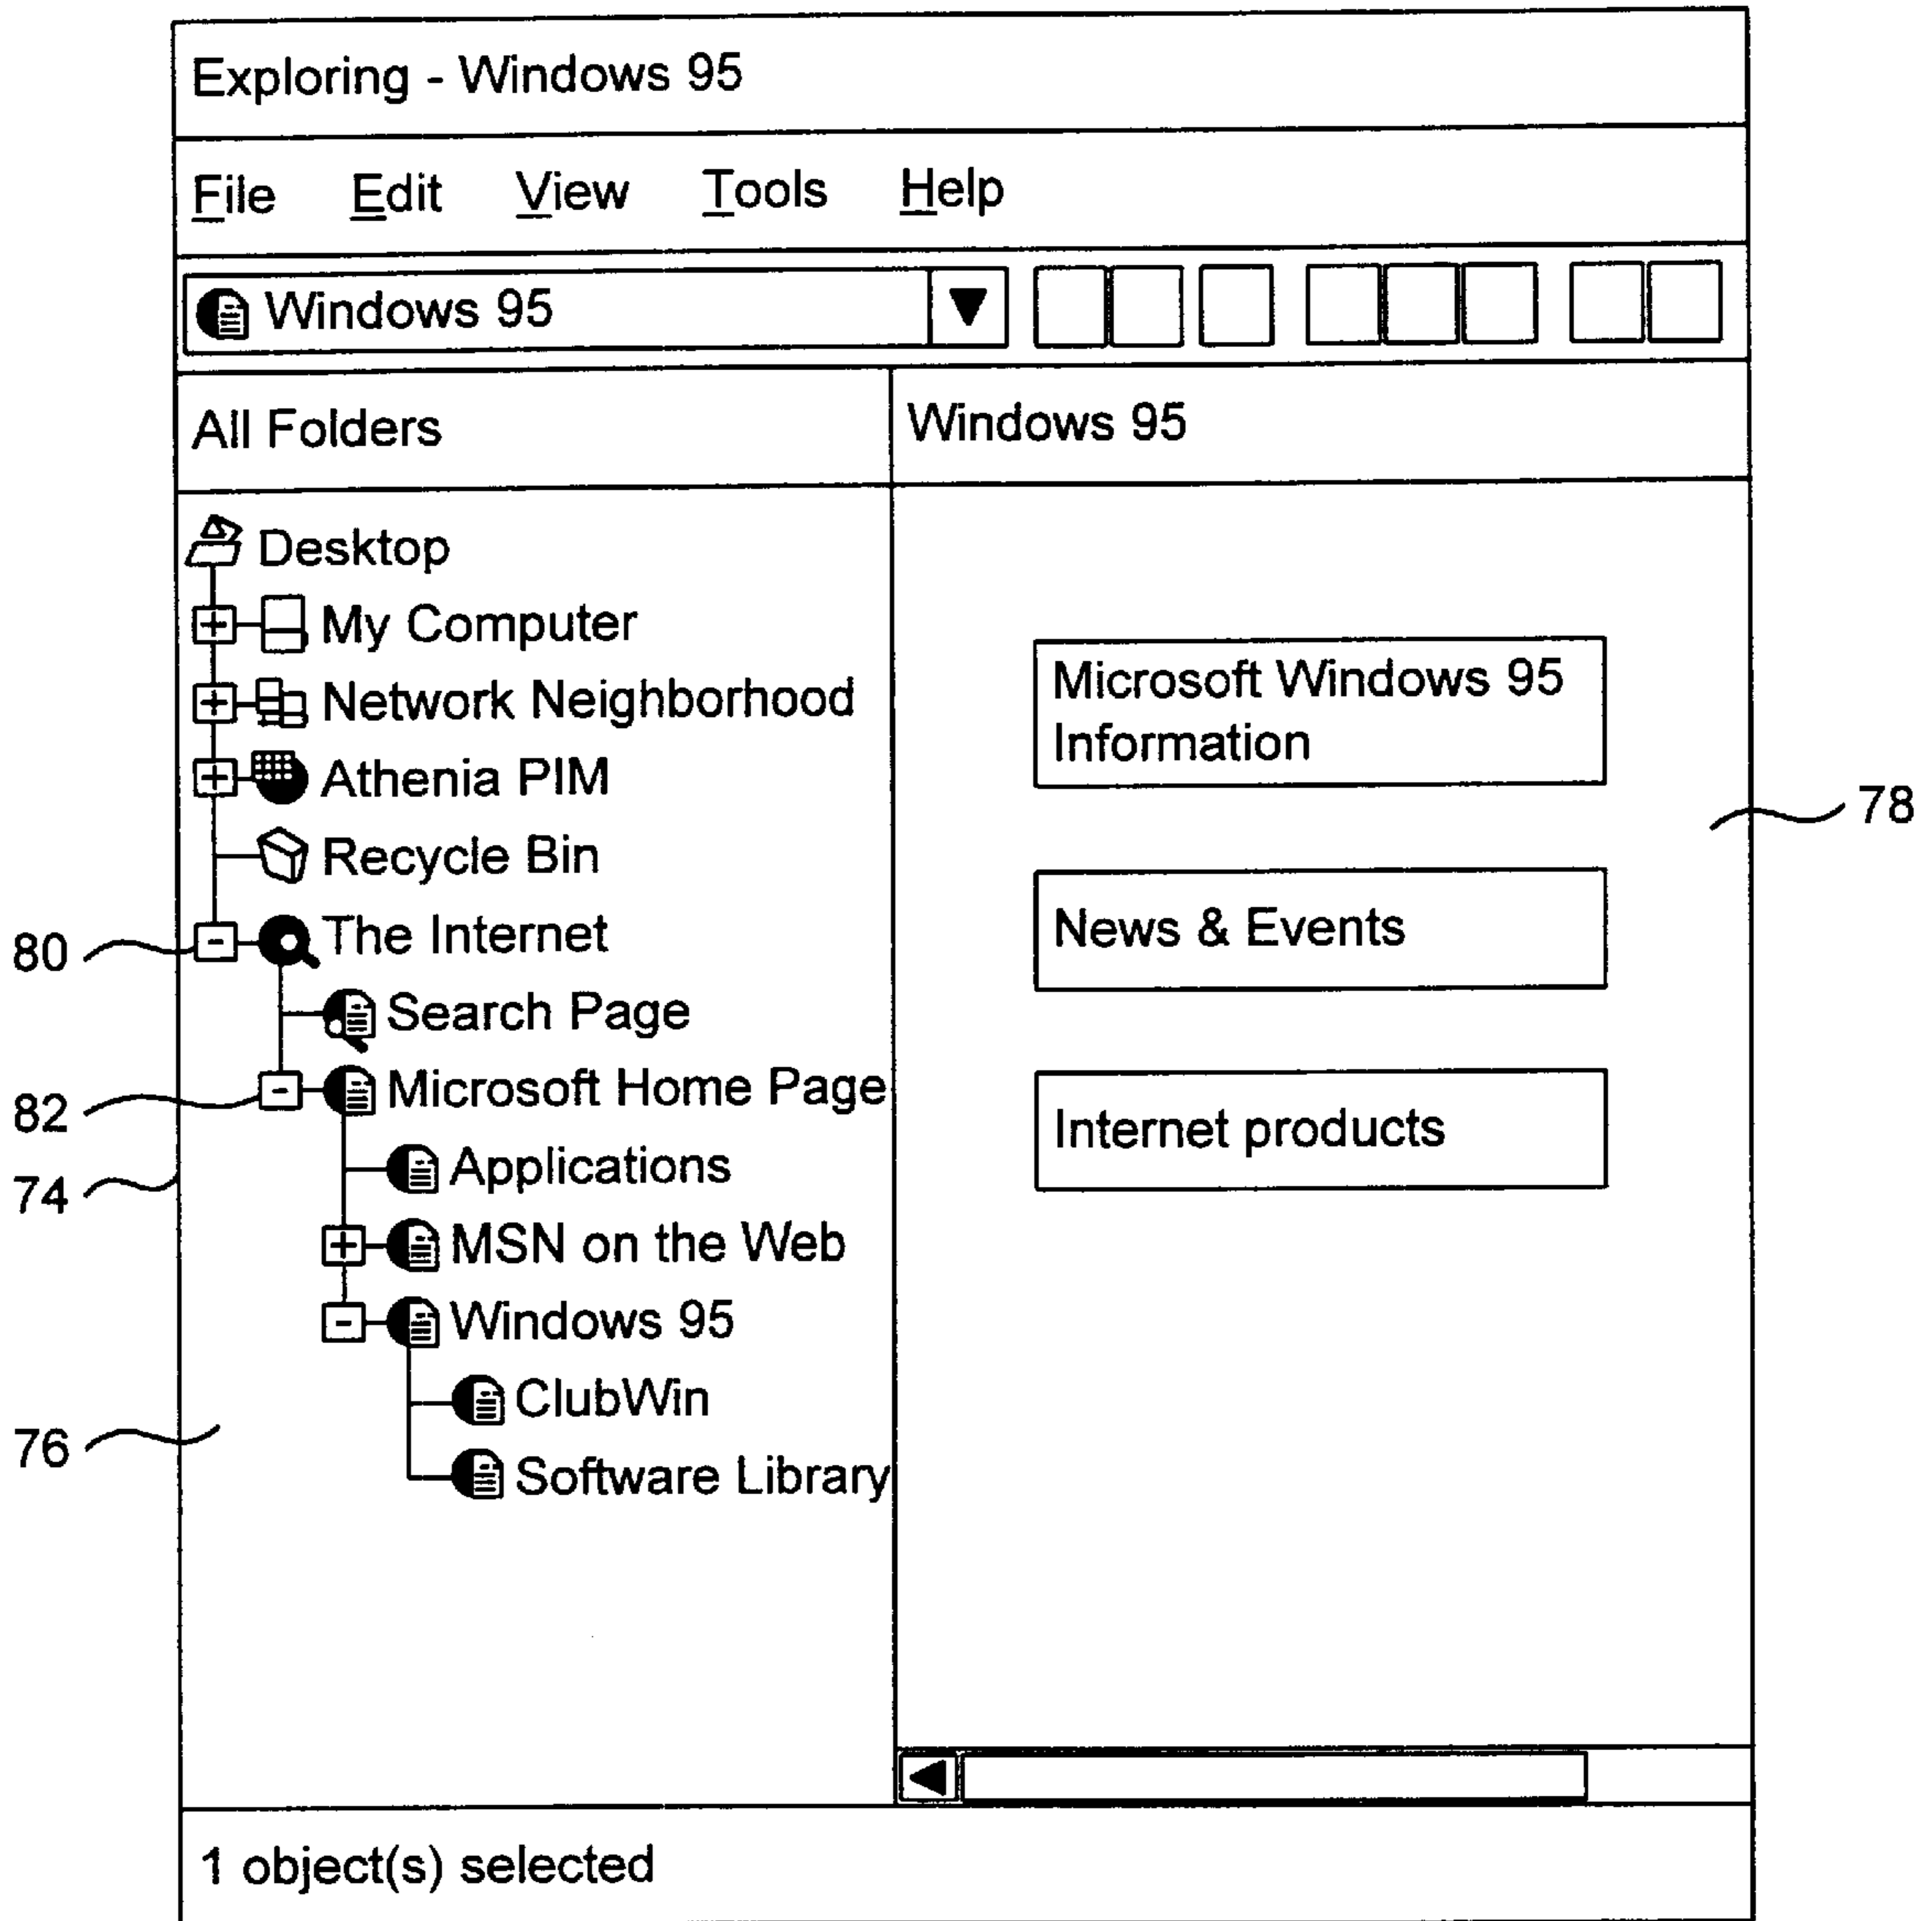 Exploring - Windows 95
File Edit View Tools Help
Windows 95
All Folders
Windows 95
Desktop
My Computer
Network Neighborhood
Athenia PIM
Recycle Bin
The Internet
Search Page
Microsoft Home Page
Applications
MSN on the Web
Windows 95
ClubWin
Software Library
80
82
74
76
Microsoft Windows 95
Information
News & Events
Internet products
78
1 object(s) selected